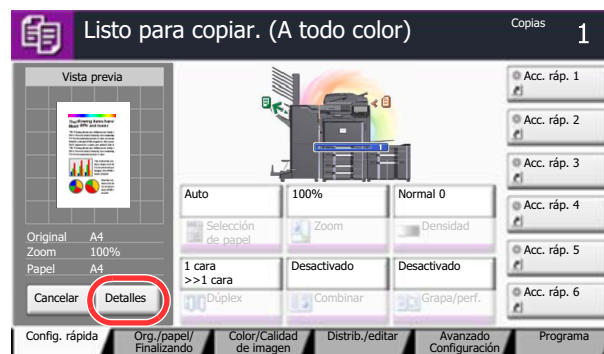 Listo para copiar. (A todo color)
Copias
1
Vista previa
Original A4
Zoom 100%
Papel A4
Cancelar
Detalles
Auto
Selección
de papel
100%
Zoom
Normal 0
Densidad
1 cara
>>1 cara
Dúplex
Desactivado
Combinar
Desactivado
Grapa/perf.
Acc. ráp. 1
Acc. ráp. 2
Acc. ráp. 3
Acc. ráp. 4
Acc. ráp. 5
Acc. ráp. 6
Config. rápida
Org./papel/
Finalizando
Color/Calidad
de imagen
Distrib./editar
Avanzado
Configuración
Programa